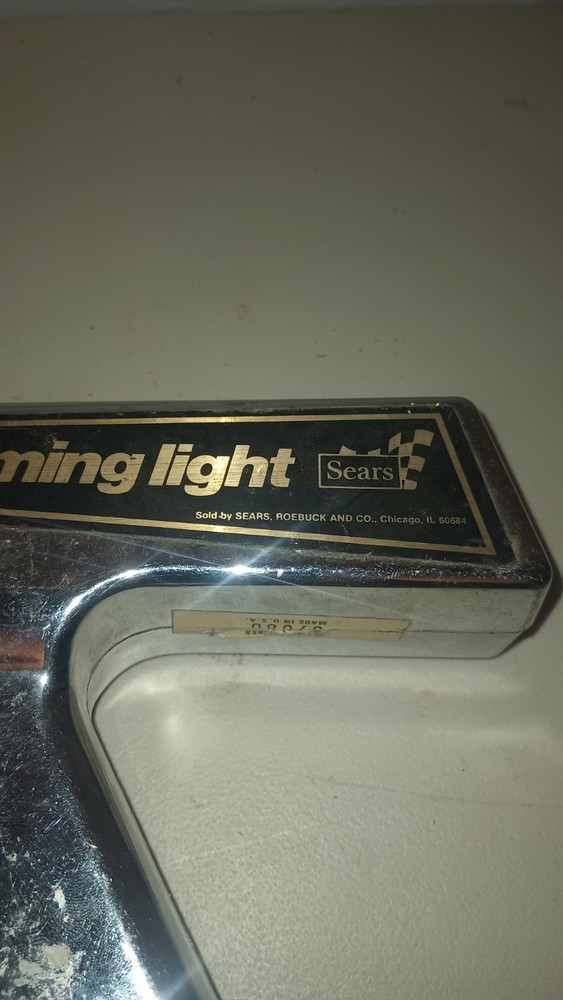 ming light
Sears
Sold by SEARS, ROEBUCK AND CO., Chicago, IL 60684
MADE IN U.S.A.